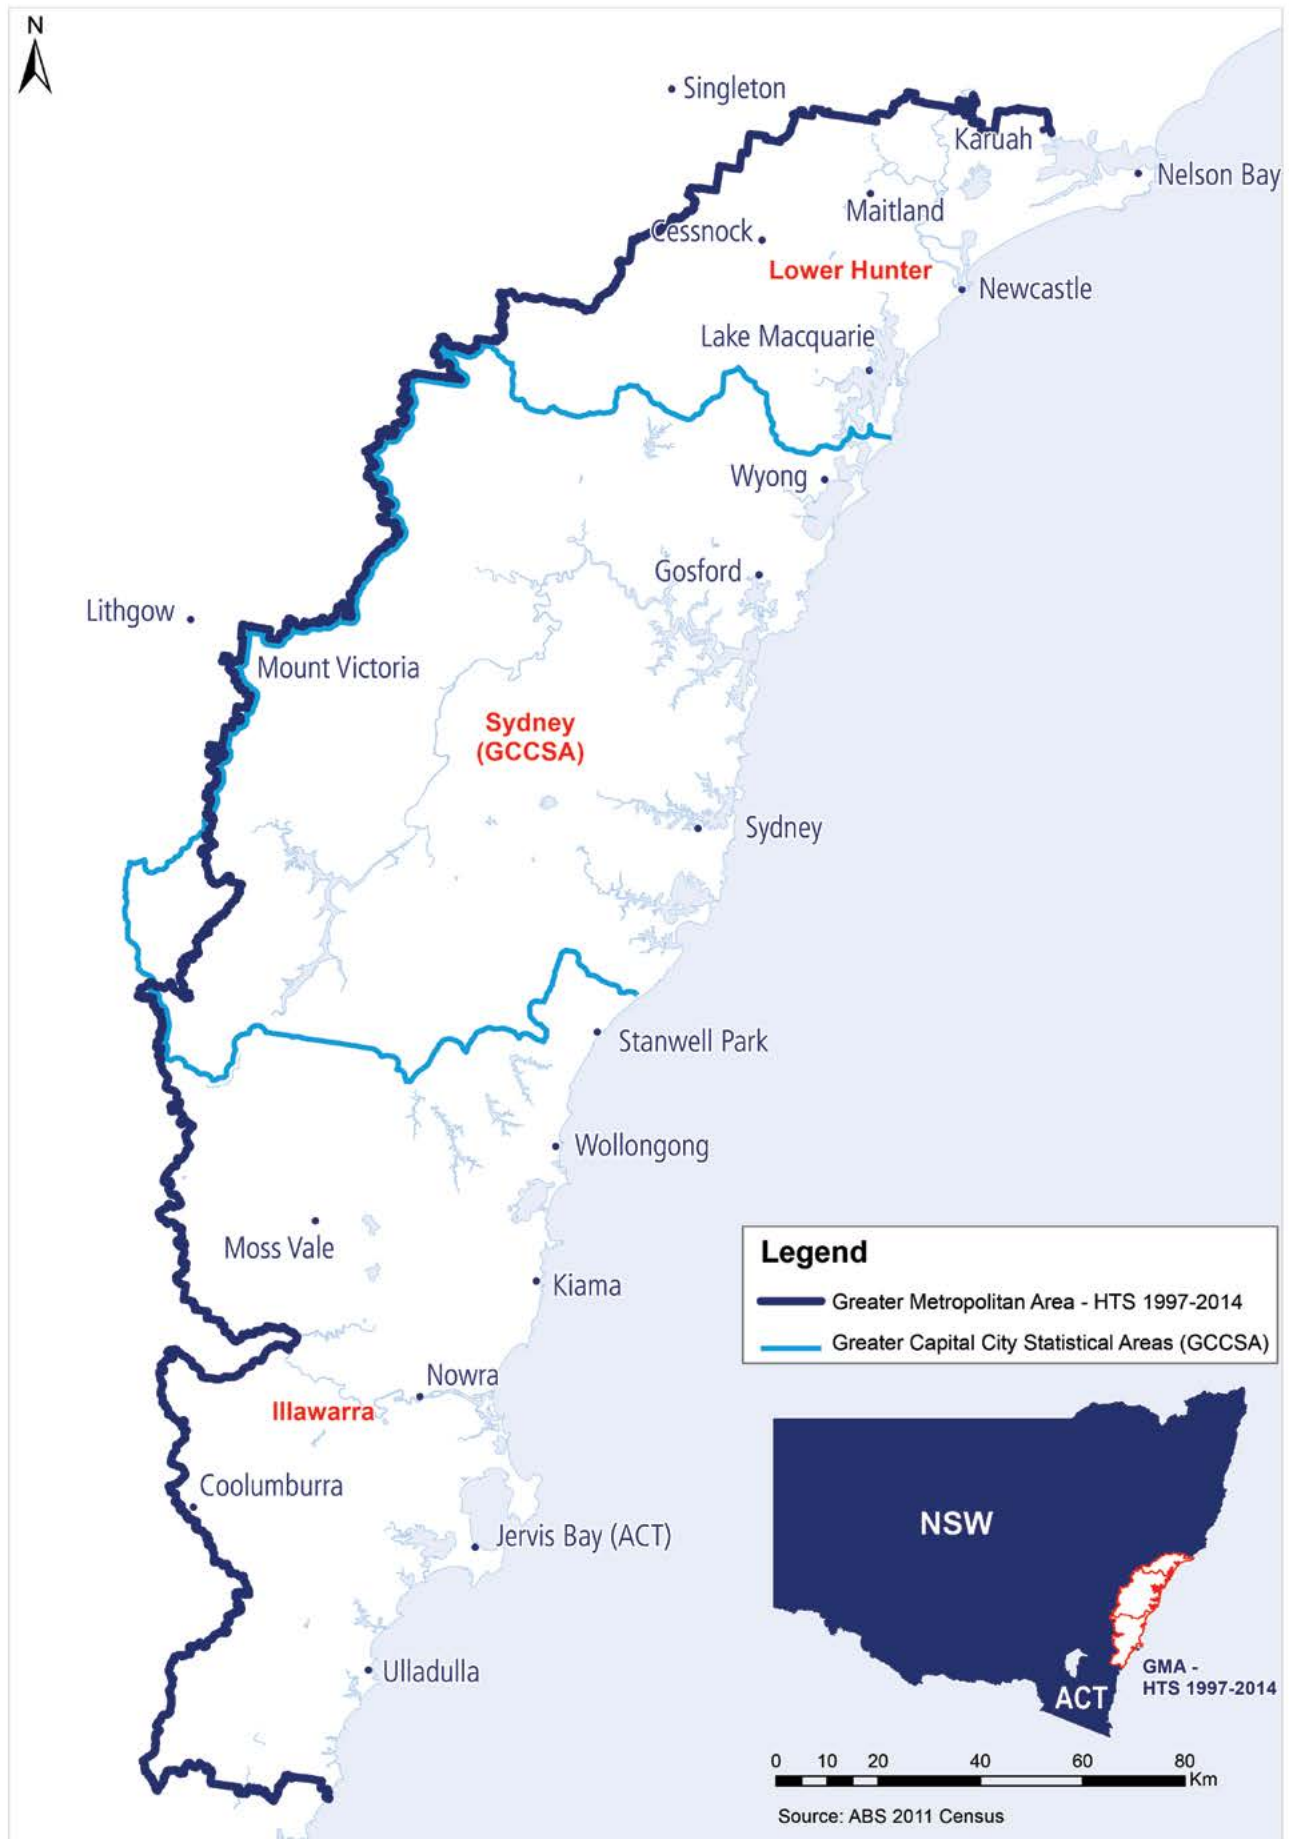 N
Singleton
Karuah
Nelson Bay
Maitland
Cessnock
Lower Hunter
Newcastle
Lake Macquarie
Wyong
Gosford
Lithgow
Mount Victoria
Sydney
(GCCSA)
Sydney
Stanwell Park
Wollongong
Moss Vale
Kiama
Nowra
Illawarra
Coolumburra
Jervis Bay (ACT)
Ulladulla
Legend
Greater Metropolitan Area - HTS 1997-2014
Greater Capital City Statistical Areas (GCCSA)
NSW
ACT
GMA -
HTS 1997-2014
0 10 20 40 60 80
Km
Source: ABS 2011 Census